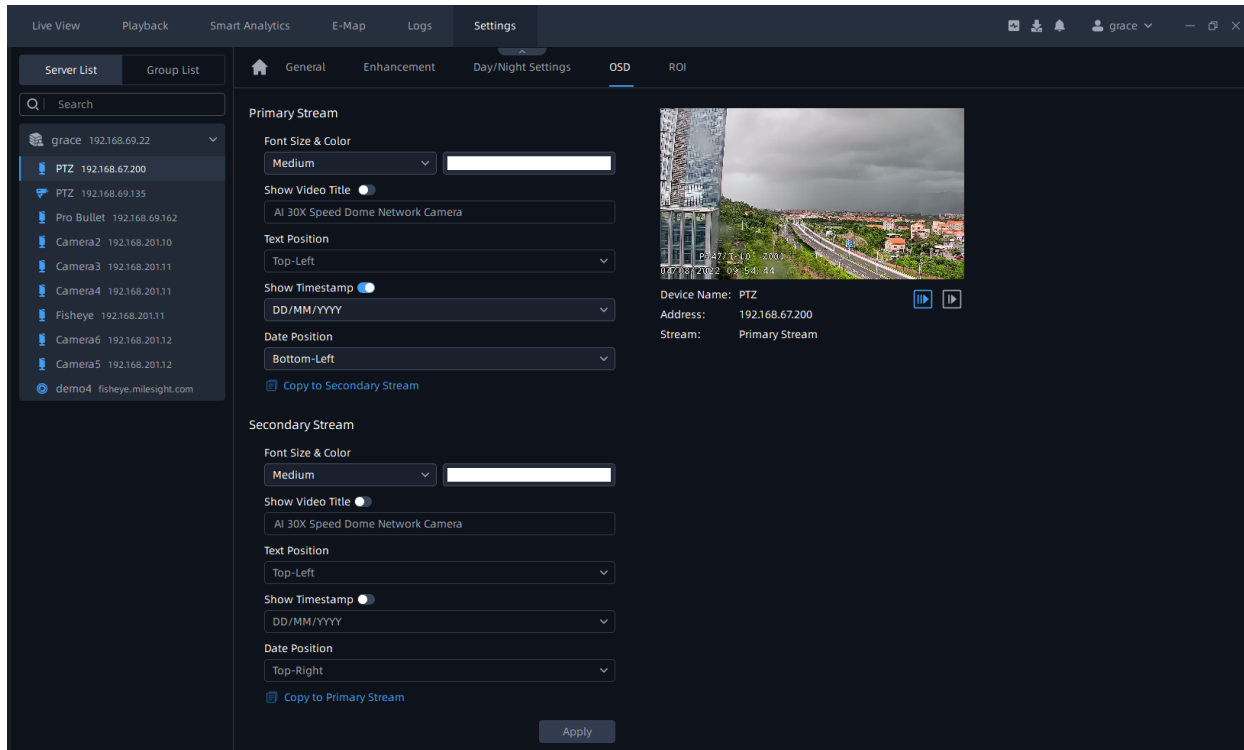 Live View Playback Smart Analytics E-Map Logs Settings grace
Server List Group List
General Enhancement Day/Night Settings OSD ROI
Search
grace 192.168.69.22
PTZ 192.168.67.200
PTZ 192.168.69.135
Pro Bullet 192.168.69.162
Camera2 192.168.201.10
Camera3 192.168.201.11
Camera4 192.168.201.11
Fisheye 192.168.201.11
Camera6 192.168.201.12
Camera5 192.168.201.12
demo4 fisheye.milesight.com
Primary Stream
Font Size & Color
Medium
Show Video Title
AI 30X Speed Dome Network Camera
Text Position
Top-Left
Show Timestamp
DD/MM/YYYY
Date Position
Bottom-Left
Copy to Secondary Stream
Secondary Stream
Font Size & Color
Medium
Show Video Title
AI 30X Speed Dome Network Camera
Text Position
Top-Left
Show Timestamp
DD/MM/YYYY
Date Position
Top-Right
Copy to Primary Stream
Apply
04/08/2022 09:54:44
Device Name: PTZ
Address: 192.168.67.200
Stream: Primary Stream